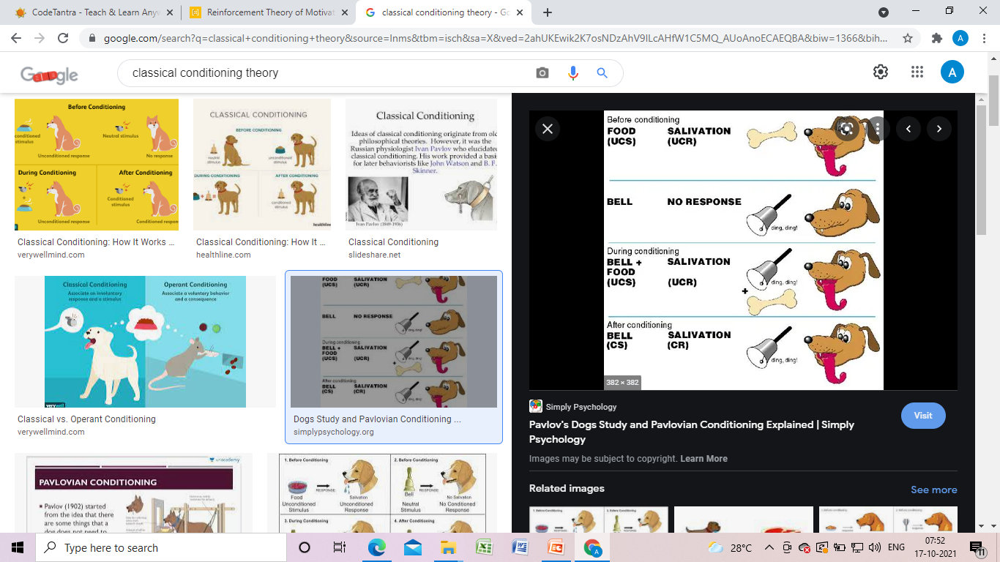 CodeTantra - Teach & Learn Any
Reinforcement Theory of Motivat
classical conditioning theory - Go
google.com/search?q=classical+conditioning+theory&source=lnms&tbm=isch&sa=X&ved=2ahUKEwik2K7osNDzAhV9ILcAHfW1C5MQ_AUoAnoECAEQBA&biw=1366&bih...
A
Google
classical conditioning theory
A
Before Conditioning
conditioned
stimulus
Neutral stimulus
Unconditioned response
No response
During Conditioning
After Conditioning
Conditioned
stimulus
Unconditioned response
Conditioned respon
Classical Conditioning: How It Works ...
verywellmind.com
CLASSICAL CONDITIONING
BEFORE CONDITIONING
neutral
stimulus
unconditioned
stimulus
DURING CONDITIONING
AFTER CONDITIONING
conditioned
stimulus
healthline
Classical Conditioning: How It ...
healthline.com
Classical Conditioning
Ideas of classical conditioning originate from old
philosophical theories. However, it was the
Russian physiologist Ivan Pavlov who elucidated
classical conditioning. His work provided a basis
for later behaviorists like John Watson and B. F.
Skinner.
Ivan Pavlov (1849-1936)
Classical Conditioning
slideshare.net
Classical Conditioning
Associate an involuntary
response and a stimulus
Operant Conditioning
Associate a voluntary behavior
and a consequence
verywell
Classical vs. Operant Conditioning
verywellmind.com
FOOD SALIVATION
(UCS) (UCR)
BELL NO RESPONSE
ding, ding!
During conditioning
BELL + SALIVATION
FOOD
(UCS) (UCR)
ding, ding!
+
After conditioning
BELL SALIVATION
(CS) (CR)
ding, ding!
Dogs Study and Pavlovian Conditioning ...
simplypsychology.org
unacademy
PAVLOVIAN CONDITIONING
Pavlov (1902) started
from the idea that there
are some things that a
dog does not need to
1. Before Conditioning
RESPONSE
Food
Unconditioned
Stimulus
Salivation
Unconditioned
Response
2. Before Conditioning
RESPONSE
Bell
Neutral
Stimulus
No Salivation
No Conditioned
Response
3. During Conditioning
4. After Conditioning
Before conditioning
FOOD SALIVATION
(UCS) (UCR)
BELL NO RESPONSE
ding, ding!
During conditioning
BELL + SALIVATION
FOOD
(UCS) (UCR)
ding, ding!
+
After conditioning
BELL SALIVATION
(CS) (CR)
ding, ding!
382 × 382
Simply Psychology
Visit
Pavlov's Dogs Study and Pavlovian Conditioning Explained | Simply
Psychology
Images may be subject to copyright. Learn More
Related images
See more
Type here to search
28°C
ENG
07:52
17-10-2021
11